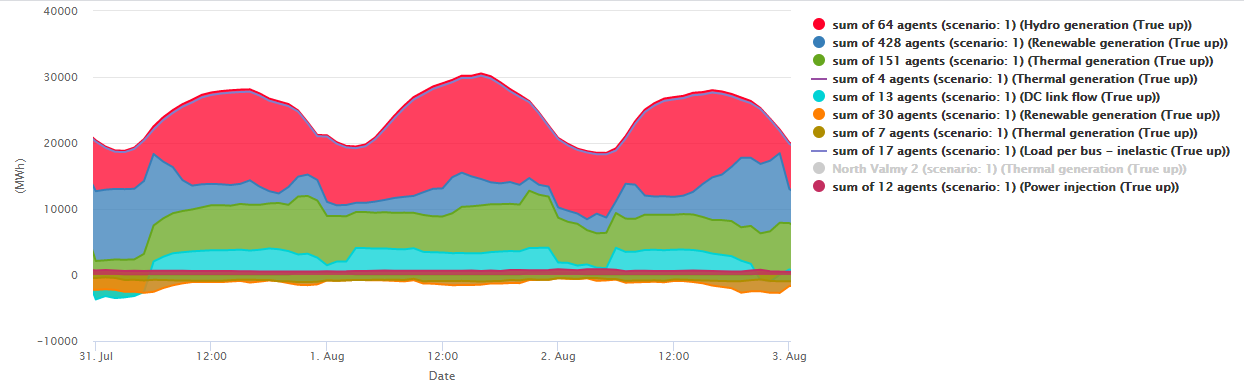 40000
30000
20000
10000
0
−10000
(MWh)
31. Jul
12:00
1. Aug
12:00
2. Aug
12:00
3. Aug
Date
sum of 64 agents (scenario: 1) (Hydro generation (True up))
sum of 428 agents (scenario: 1) (Renewable generation (True up))
sum of 151 agents (scenario: 1) (Thermal generation (True up))
sum of 4 agents (scenario: 1) (Thermal generation (True up))
sum of 13 agents (scenario: 1) (DC link flow (True up))
sum of 30 agents (scenario: 1) (Renewable generation (True up))
sum of 7 agents (scenario: 1) (Thermal generation (True up))
sum of 17 agents (scenario: 1) (Load per bus - inelastic (True up))
North Valmy 2 (scenario: 1) (Thermal generation (True up))
sum of 12 agents (scenario: 1) (Power injection (True up))